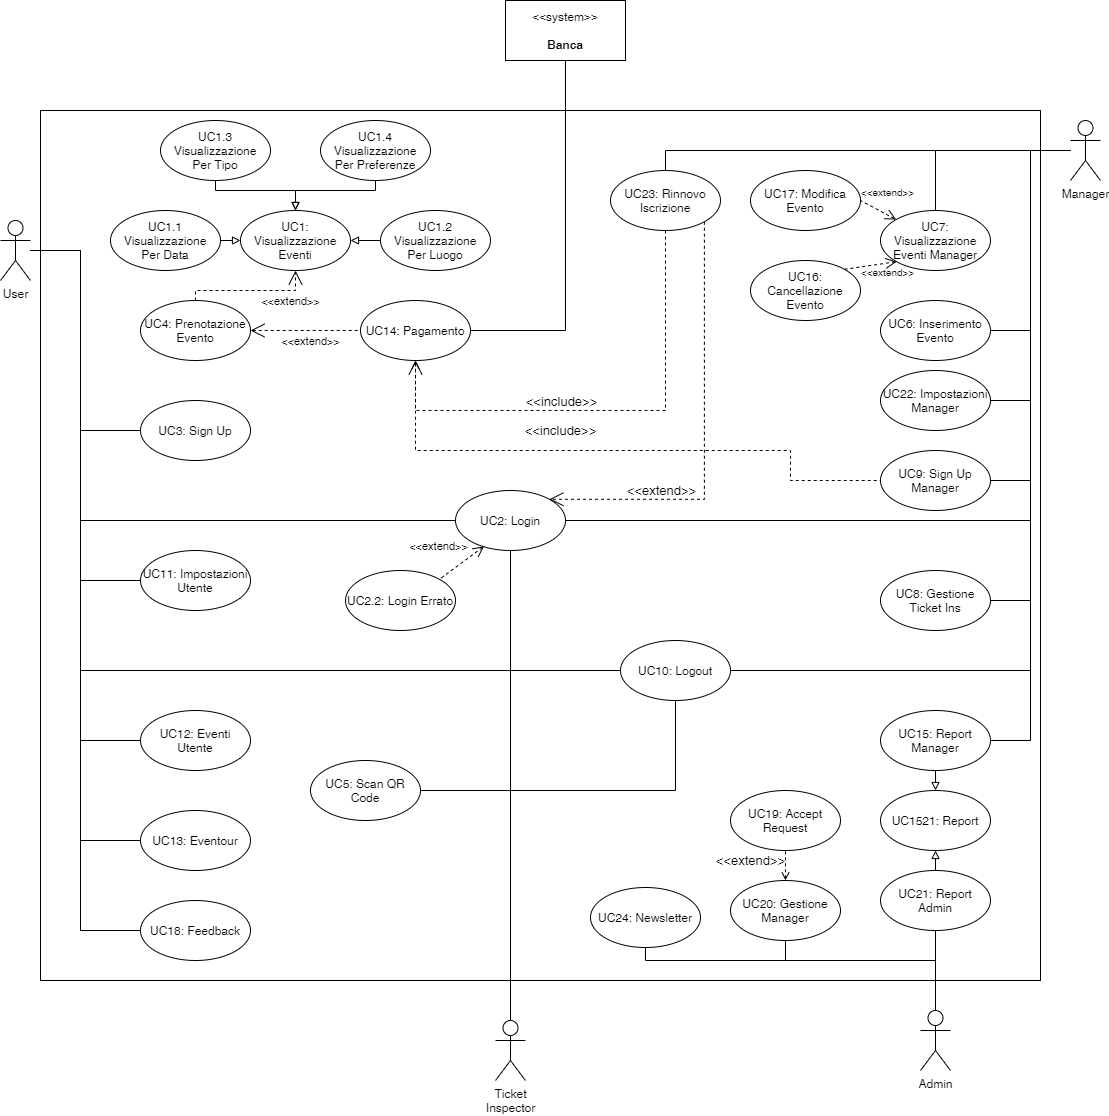 <<system>>
Banca
UC1.3
Visualizzazione
Per Tipo
UC1.4
Visualizzazione
Per Preferenze
Manager
UC23: Rinnovo
Iscrizione
UC17: Modifica
Evento
<<extend>>
UC7:
Visualizzazione
Eventi Manager
UC16:
Cancellazione
Evento
<<extend>>
User
UC1.1
Visualizzazione
Per Data
UC1:
Visualizzazione
Eventi
UC1.2
Visualizzazione
Per Luogo
<<extend>>
UC4: Prenotazione
Evento
<<extend>>
UC14: Pagamento
UC6: Inserimento
Evento
UC22: Impostazioni
Manager
<<include>>
<<include>>
UC3: Sign Up
UC9: Sign Up
Manager
<<extend>>
UC2: Login
<<extend>>
UC2.2: Login Errato
UC11: Impostazioni
Utente
UC8: Gestione
Ticket Ins
UC10: Logout
UC12: Eventi
Utente
UC15: Report
Manager
UC5: Scan QR
Code
UC19: Accept
Request
UC1521: Report
UC13: Eventour
<<extend>>
UC21: Report
Admin
UC20: Gestione
Manager
UC24: Newsletter
UC18: Feedback
Ticket
Inspector
Admin